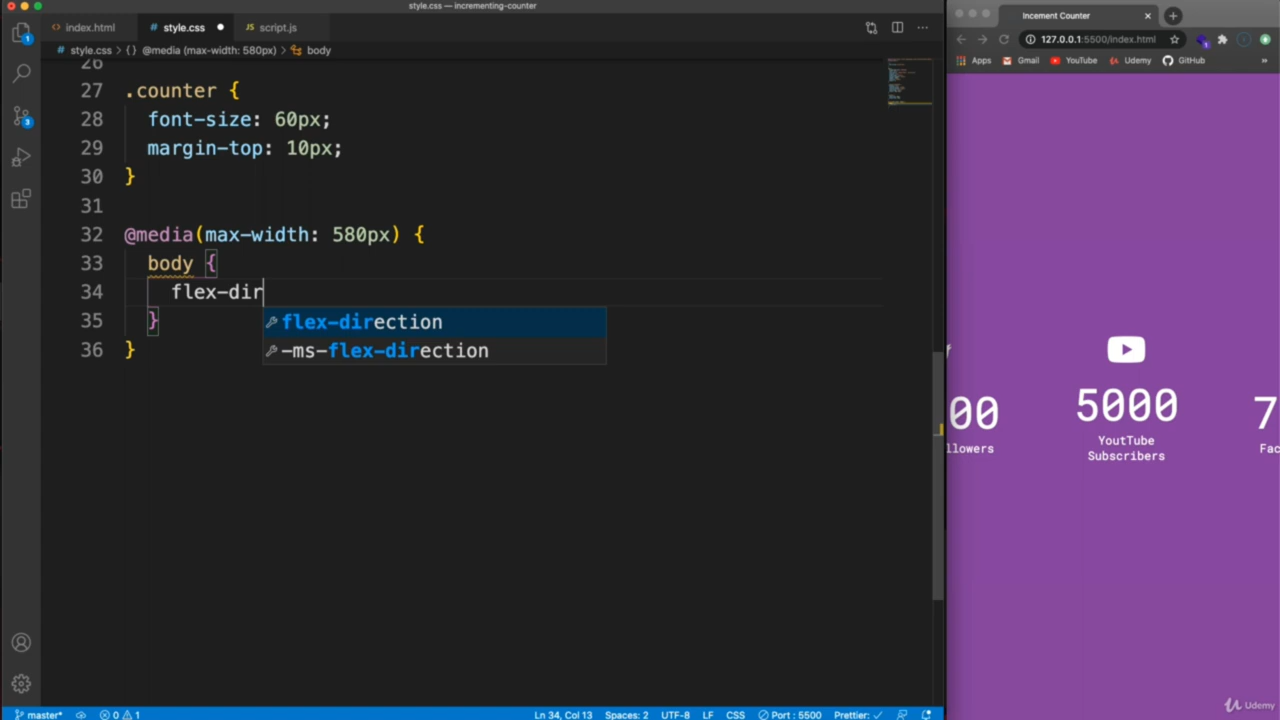 style.css — incrementing-counter
index.html
style.css
script.js
style.css > {} @media (max-width: 580px) > body
26
27 .counter {
28 font-size: 60px;
29 margin-top: 10px;
30 }
31
32 @media(max-width: 580px) {
33 body {
34 flex-dir
35 }
36 }
flex-direction
-ms-flex-direction
1
3
master*
0 1
Ln 34, Col 13
Spaces: 2
UTF-8
LF
CSS
Port : 5500
Prettier: ✓
Incement Counter
127.0.0.1:5500/index.html
Apps
Gmail
YouTube
Udemy
GitHub
»
00
llowers
5000
YoutTube
Subscribers
7
Fac
Udemy